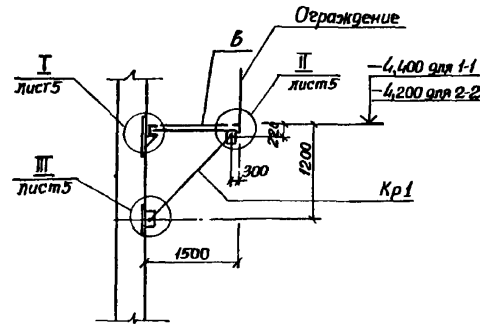 Ограждение
В
I
лист5
II
лист5
4,400 для 1-1
4,200 для 2-2
220
300
1200
III
лист5
Кр1
1500